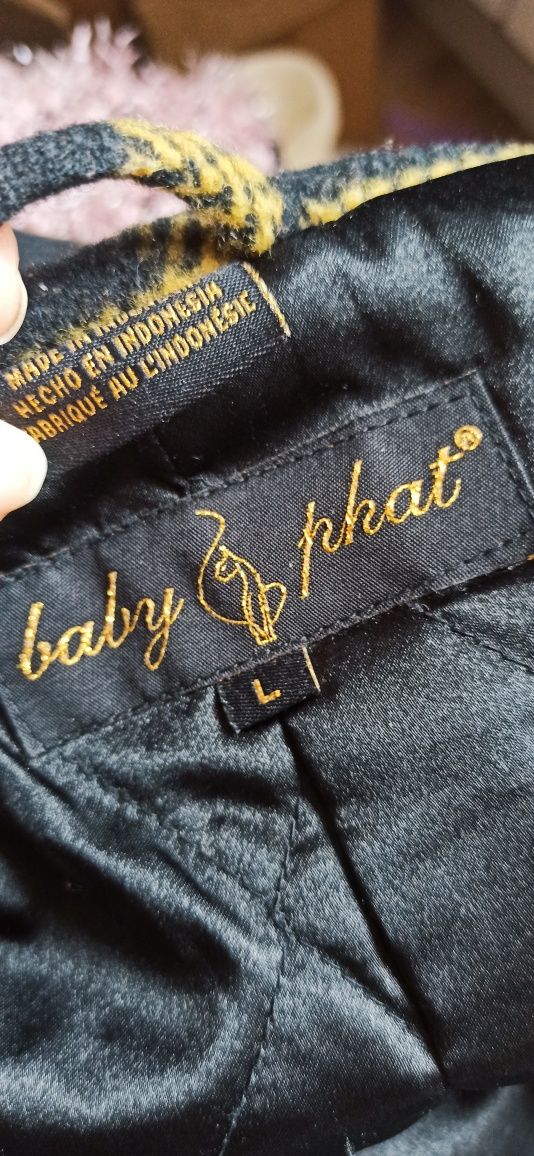 MADE IN INDONESIA
HECHO EN INDONESIA
FABRIQUÉ AU L'INDONÉSIE
baby phat®
L